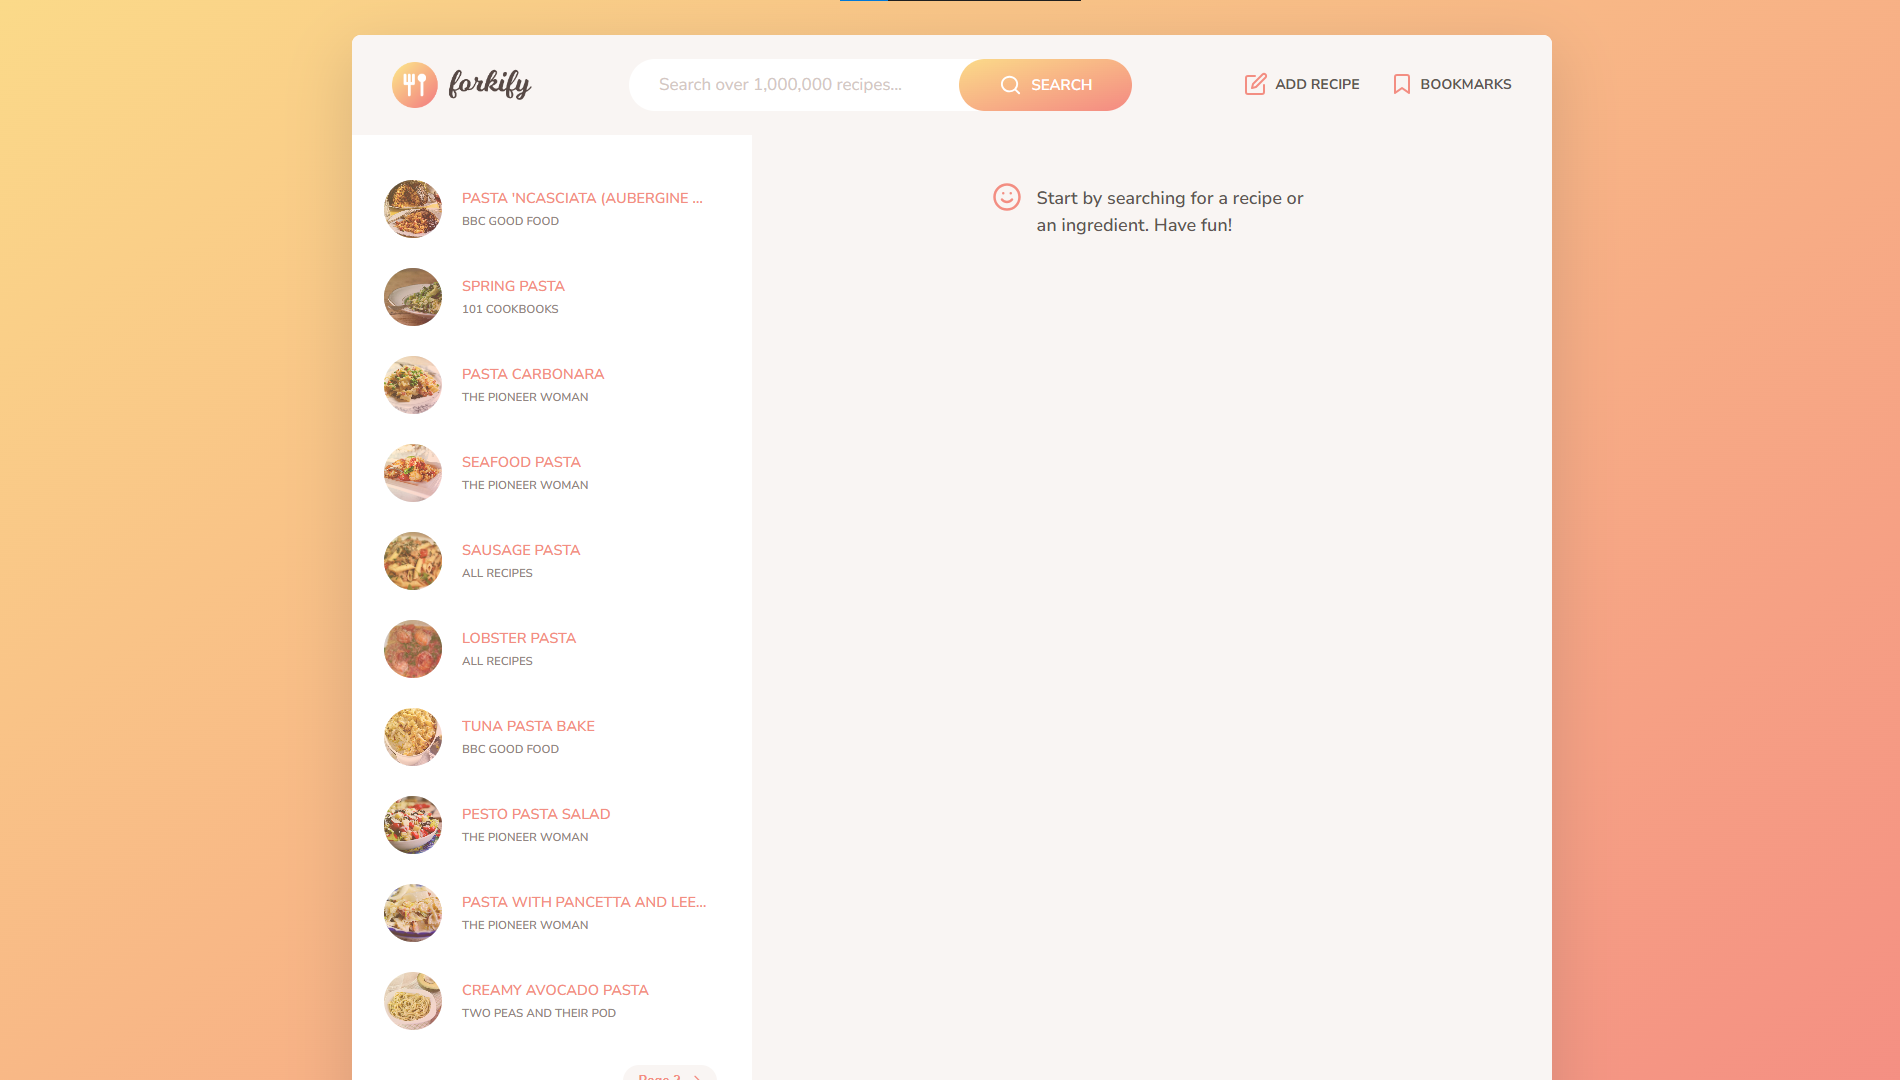 forkify
Search over 1,000,000 recipes...
SEARCH
ADD RECIPE
BOOKMARKS
PASTA 'NCASCIATA (AUBERGINE ...
BBC GOOD FOOD
SPRING PASTA
101 COOKBOOKS
PASTA CARBONARA
THE PIONEER WOMAN
SEAFOOD PASTA
THE PIONEER WOMAN
SAUSAGE PASTA
ALL RECIPES
LOBSTER PASTA
ALL RECIPES
TUNA PASTA BAKE
BBC GOOD FOOD
PESTO PASTA SALAD
THE PIONEER WOMAN
PASTA WITH PANCETTA AND LEE...
THE PIONEER WOMAN
CREAMY AVOCADO PASTA
TWO PEAS AND THEIR POD
Page 2
Start by searching for a recipe or
an ingredient. Have fun!